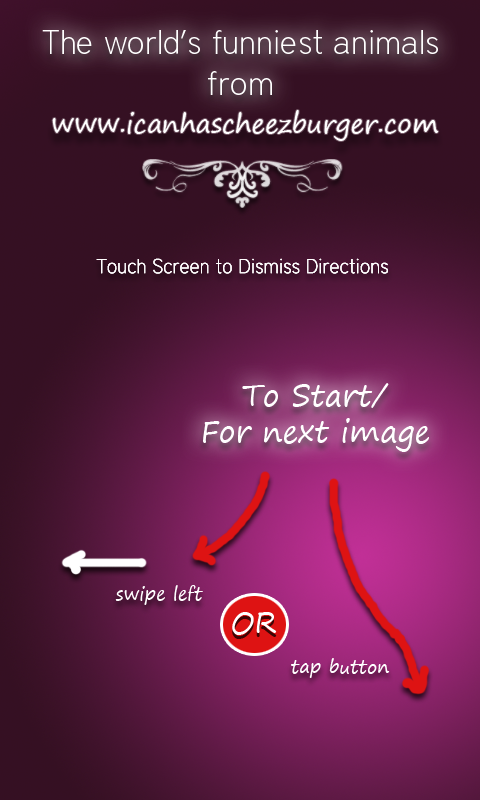 The world's funniest animals
from
www.icanhascheezburger.com
Touch Screen to Dismiss Directions
To Start/
For next image
swipe left
OR
tap button